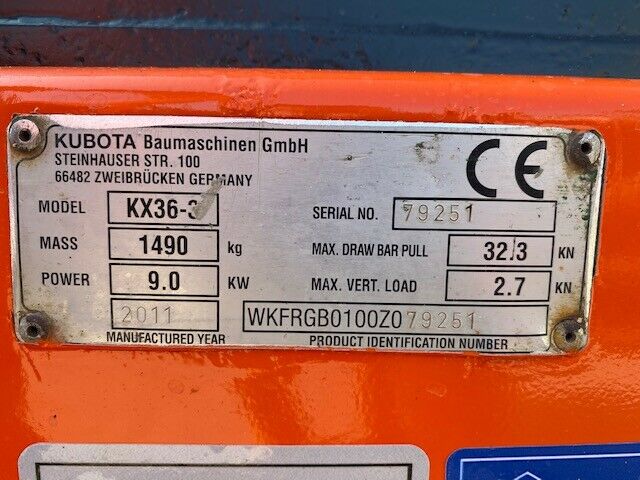 KUBOTA Baumaschinen GmbH
STEINHAUSER STR. 100
66482 ZWEIBRÜCKEN GERMANY
CE
MODEL KX36-3 SERIAL NO. 79251
MASS 1490 kg MAX. DRAW BAR PULL 32.3 KN
POWER 9.0 KW MAX. VERT. LOAD 2.7 KN
2011 WKFRGB0100Z079251
MANUFACTURED YEAR PRODUCT IDENTIFICATION NUMBER